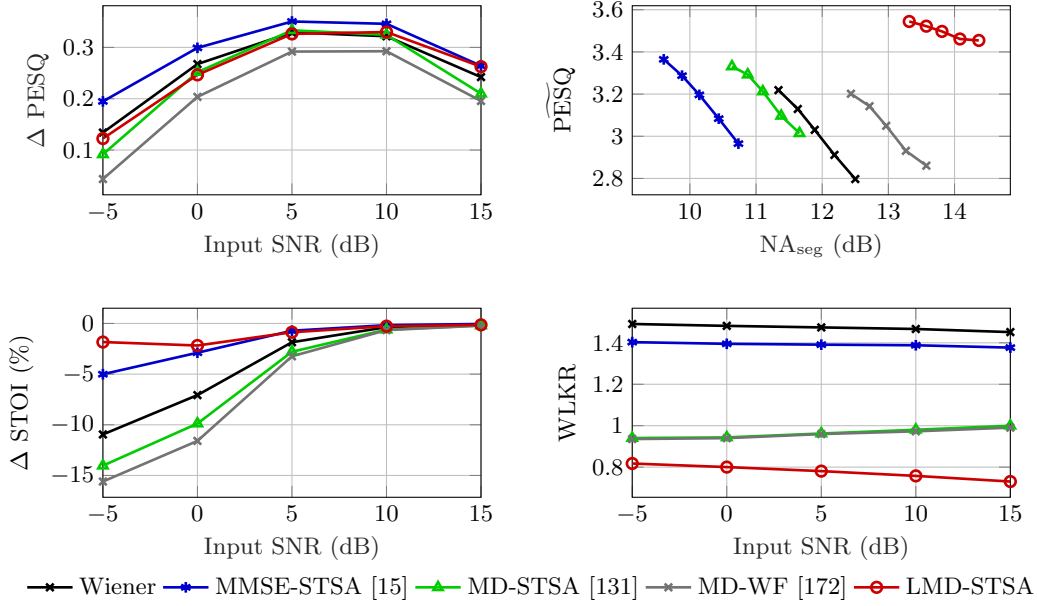 0.3
0.2
0.1
Δ PESQ
−5 0 5 10 15
Input SNR (dB)
3.6
3.4
3.2
3
2.8
P͠ESQ
10 11 12 13 14
NAseg (dB)
0
−5
−10
−15
Δ STOI (%)
−5 0 5 10 15
Input SNR (dB)
1.4
1.2
1
0.8
WLKR
−5 0 5 10 15
Input SNR (dB)
Wiener MMSE-STSA [15] MD-STSA [131] MD-WF [172] LMD-STSA